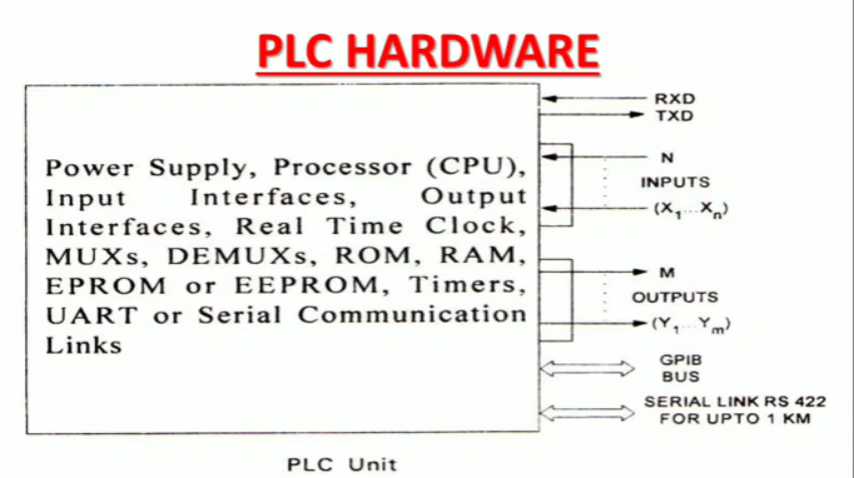 PLC HARDWARE
Power Supply, Processor (CPU),
Input Interfaces, Output
Interfaces, Real Time Clock,
MUXs, DEMUXs, ROM, RAM,
EPROM or EEPROM, Timers,
UART or Serial Communication
Links
RXD
TXD
N
INPUTS
(X1...Xn)
M
OUTPUTS
(Y1...Ym)
GPIB
BUS
SERIAL LINK RS 422
FOR UPTO 1 KM
PLC Unit